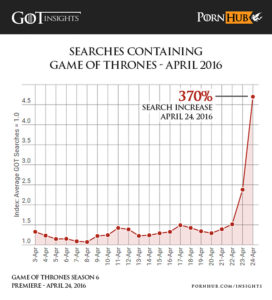 GOT INSIGHTS
PORNHUB
SEARCHES CONTAINING
GAME OF THRONES - APRIL 2016
370%
SEARCH INCREASE
APRIL 24, 2016
Index: Average GOT Searches = 1.0
4.5
4.0
3.5
3.0
2.5
2.0
1.5
1.0
3-Apr
4-Apr
5-Apr
6-Apr
7-Apr
8-Apr
9-Apr
10-Apr
11-Apr
12-Apr
13-Apr
14-Apr
15-Apr
16-Apr
17-Apr
18-Apr
19-Apr
20-Apr
21-Apr
22-Apr
23-Apr
24-Apr
GAME OF THRONES SEASON 6
PREMIERE - APRIL 24, 2016
PORNHUB.COM/INSIGHTS